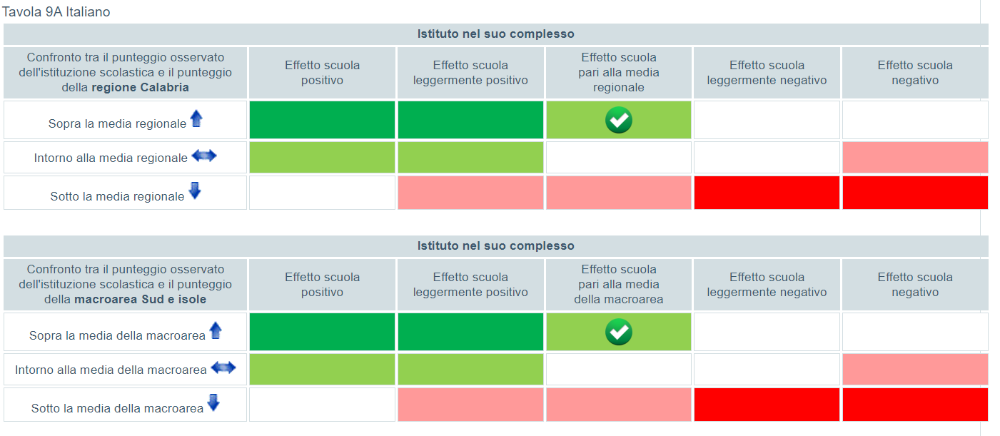 Tavola 9A Italiano
Istituto nel suo complesso
Confronto tra il punteggio osservato
dell'istituzione scolastica e il punteggio
della regione Calabria
Effetto scuola
positivo
Effetto scuola
leggermente positivo
Effetto scuola
pari alla media
regionale
Effetto scuola
leggermente negativo
Effetto scuola
negativo
Sopra la media regionale
Intorno alla media regionale
Sotto la media regionale
Istituto nel suo complesso
Confronto tra il punteggio osservato
dell'istituzione scolastica e il punteggio
della macroarea Sud e isole
Effetto scuola
positivo
Effetto scuola
leggermente positivo
Effetto scuola
pari alla media
della macroarea
Effetto scuola
leggermente negativo
Effetto scuola
negativo
Sopra la media della macroarea
Intorno alla media della macroarea
Sotto la media della macroarea